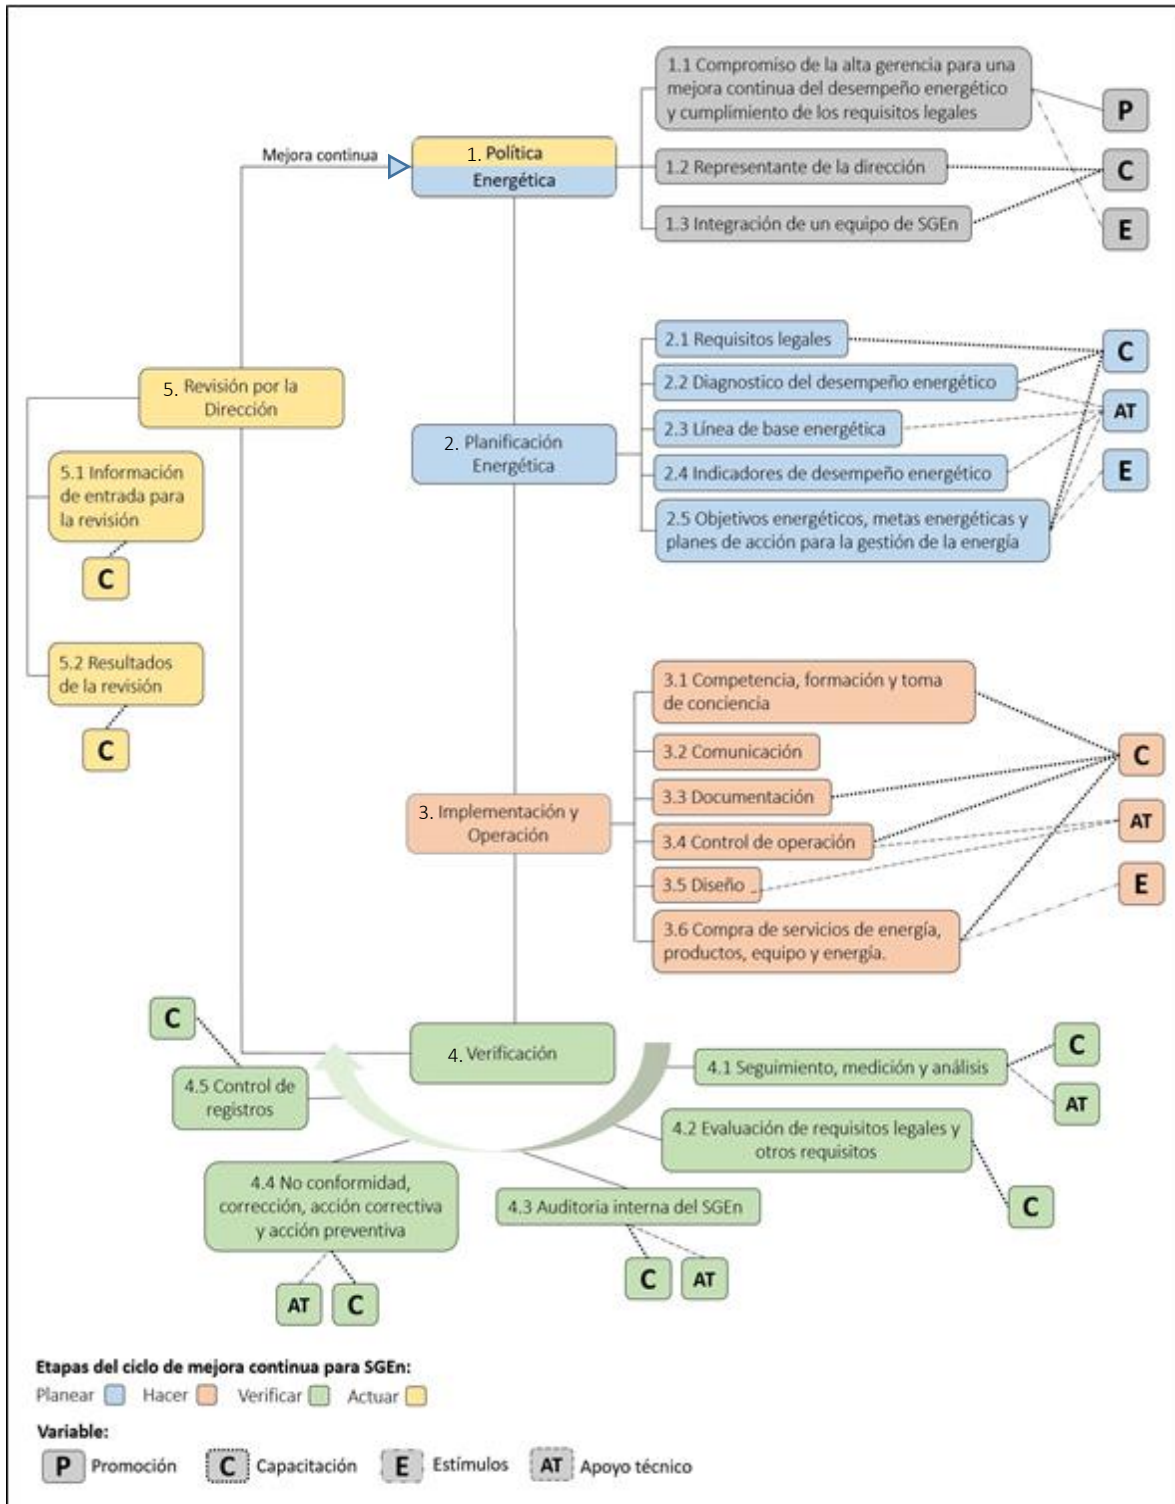 Mejora continua
1. Política
Energética
1.1 Compromiso de la alta gerencia para una
mejora continua del desempeño energético
y cumplimiento de los requisitos legales
P
1.2 Representante de la dirección
C
1.3 Integración de un equipo de SGEn
E
2. Planificación
Energética
2.1 Requisitos legales
C
2.2 Diagnostico del desempeño energético
AT
2.3 Línea de base energética
2.4 Indicadores de desempeño energético
E
2.5 Objetivos energéticos, metas energéticas y
planes de acción para la gestión de la energía
5. Revisión por la
Dirección
5.1 Información
de entrada para
la revisión
C
5.2 Resultados
de la revisión
C
3. Implementación y
Operación
3.1 Competencia, formación y toma
de conciencia
3.2 Comunicación
C
3.3 Documentación
AT
3.4 Control de operación
3.5 Diseño
E
3.6 Compra de servicios de energía,
productos, equipo y energía.
4. Verificación
4.1 Seguimiento, medición y análisis
C
AT
4.2 Evaluación de requisitos legales y
otros requisitos
C
4.3 Auditoria interna del SGEn
C
AT
4.4 No conformidad,
corrección, acción correctiva
y acción preventiva
AT
C
4.5 Control de
registros
C
Etapas del ciclo de mejora continua para SGEn:
Planear Hacer Verificar Actuar
Variable:
P Promoción C Capacitación E Estímulos AT Apoyo técnico